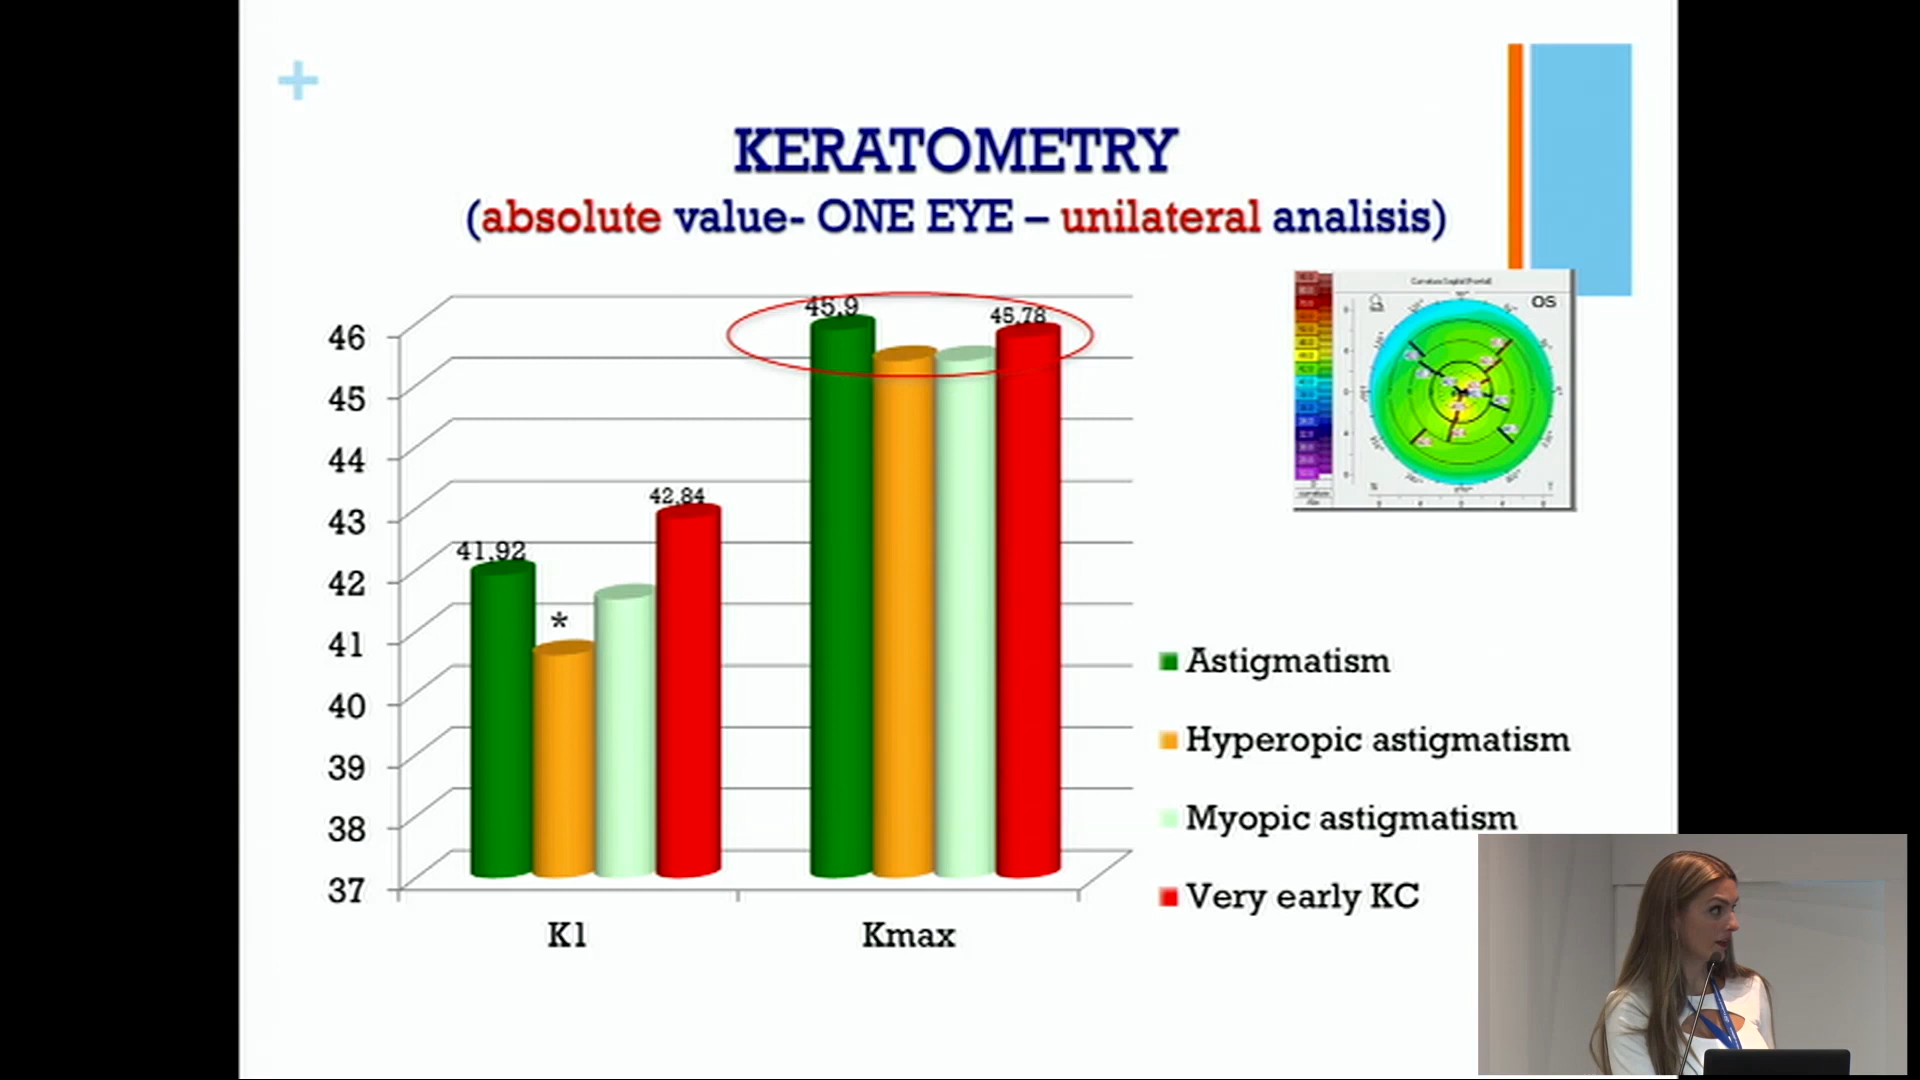 +
KERATOMETRY
(absolute value- ONE EYE – unilateral analisis)
OS
45,9
45,78
42,84
41,92
*
46
45
44
43
42
41
40
39
38
37
K1
Kmax
Astigmatism
Hyperopic astigmatism
Myopic astigmatism
Very early KC